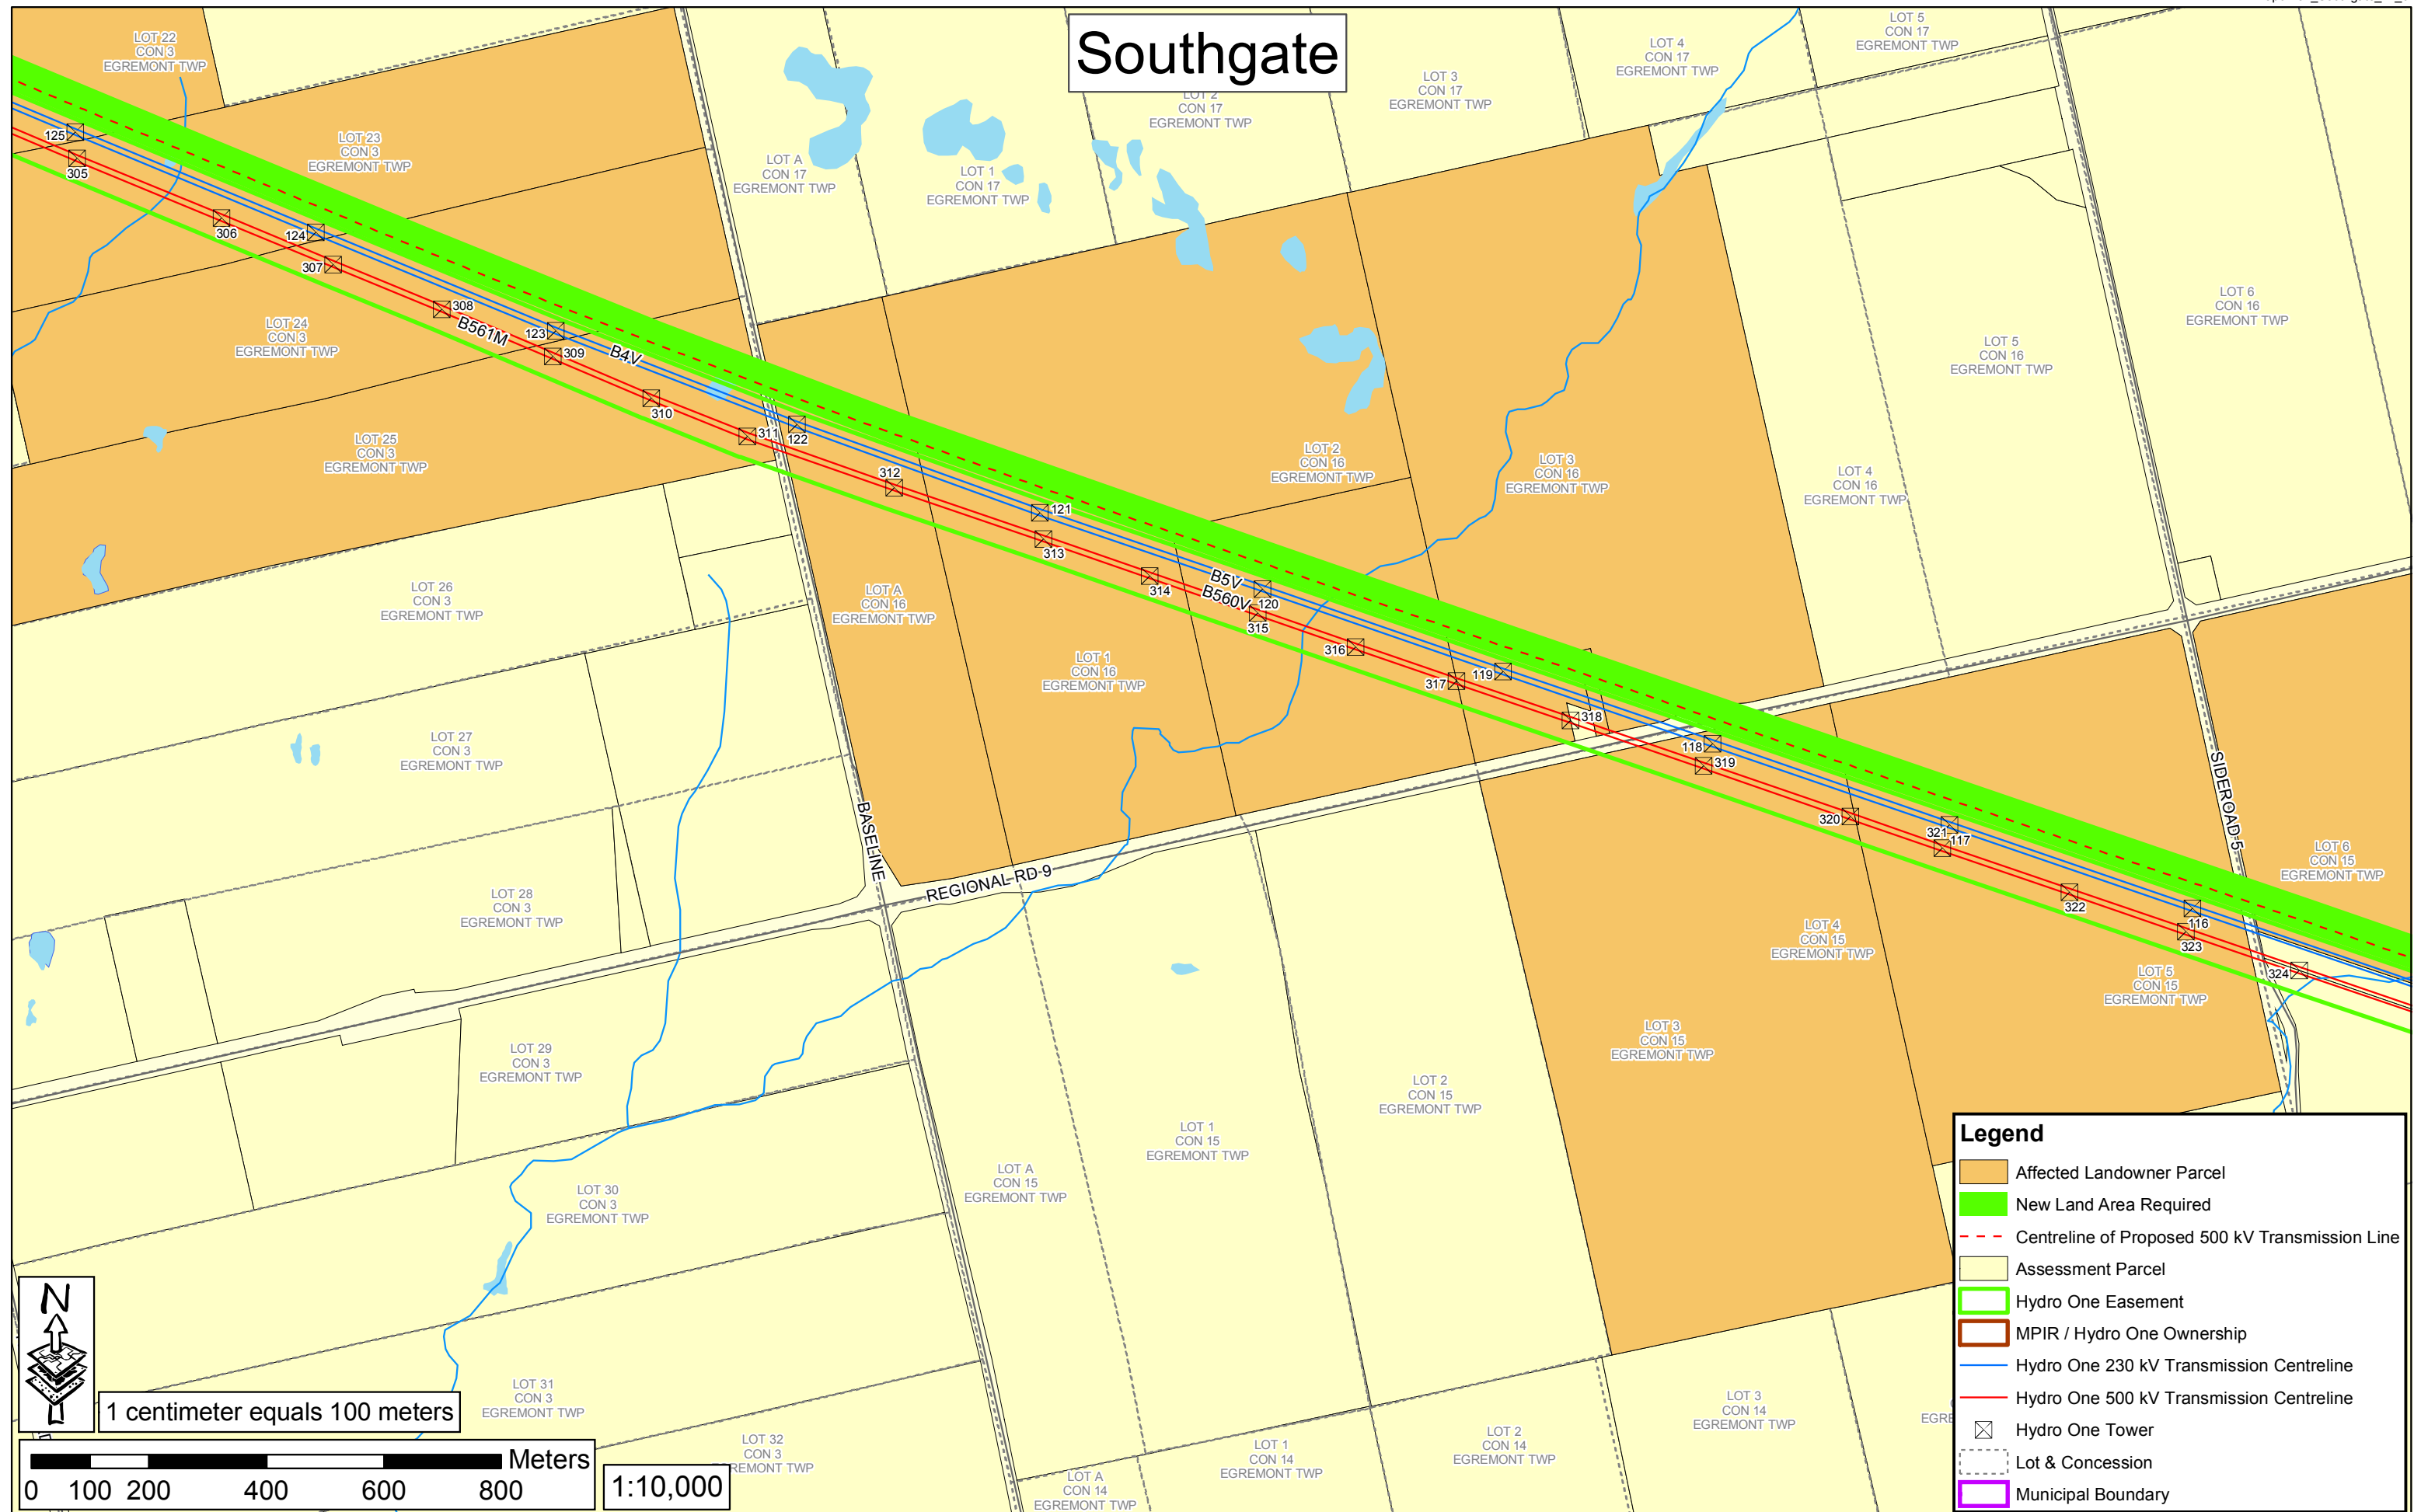 Southgate
LOT 22
CON 3
EGREMONT TWP
LOT 23
CON 3
EGREMONT TWP
LOT A
CON 17
EGREMONT TWP
LOT 1
CON 17
EGREMONT TWP
LOT 2
CON 17
EGREMONT TWP
LOT 3
CON 17
EGREMONT TWP
LOT 4
CON 17
EGREMONT TWP
LOT 5
CON 17
EGREMONT TWP
125
305
306
124
307
308
B561M
123
309
B4V
310
311
122
312
121
313
314
B5V
B560V
120
315
316
119
317
318
118
319
320
321
117
322
116
323
324
LOT 24
CON 3
EGREMONT TWP
LOT 25
CON 3
EGREMONT TWP
LOT 26
CON 3
EGREMONT TWP
LOT 27
CON 3
EGREMONT TWP
LOT 28
CON 3
EGREMONT TWP
LOT 29
CON 3
EGREMONT TWP
LOT 30
CON 3
EGREMONT TWP
LOT 31
CON 3
EGREMONT TWP
LOT 32
CON 3
REMONT TWP
LOT A
CON 16
EGREMONT TWP
LOT 1
CON 16
EGREMONT TWP
LOT 2
CON 16
EGREMONT TWP
LOT 3
CON 16
EGREMONT TWP
LOT 4
CON 16
EGREMONT TWP
LOT 5
CON 16
EGREMONT TWP
LOT 6
CON 16
EGREMONT TWP
BASELINE
REGIONAL RD 9
SIDEROAD 5
LOT A
CON 15
EGREMONT TWP
LOT 1
CON 15
EGREMONT TWP
LOT 2
CON 15
EGREMONT TWP
LOT 3
CON 15
EGREMONT TWP
LOT 4
CON 15
EGREMONT TWP
LOT 5
CON 15
EGREMONT TWP
LOT 6
CON 15
EGREMONT TWP
LOT A
CON 14
EGREMONT TWP
LOT 1
CON 14
EGREMONT TWP
LOT 2
CON 14
EGREMONT TWP
LOT 3
CON 14
EGREMONT TWP
EGRE
N
1 centimeter equals 100 meters
Meters
0 100 200 400 600 800
1:10,000
Legend
Affected Landowner Parcel
New Land Area Required
Centreline of Proposed 500 kV Transmission Line
Assessment Parcel
Hydro One Easement
MPIR / Hydro One Ownership
Hydro One 230 kV Transmission Centreline
Hydro One 500 kV Transmission Centreline
Hydro One Tower
Lot & Concession
Municipal Boundary